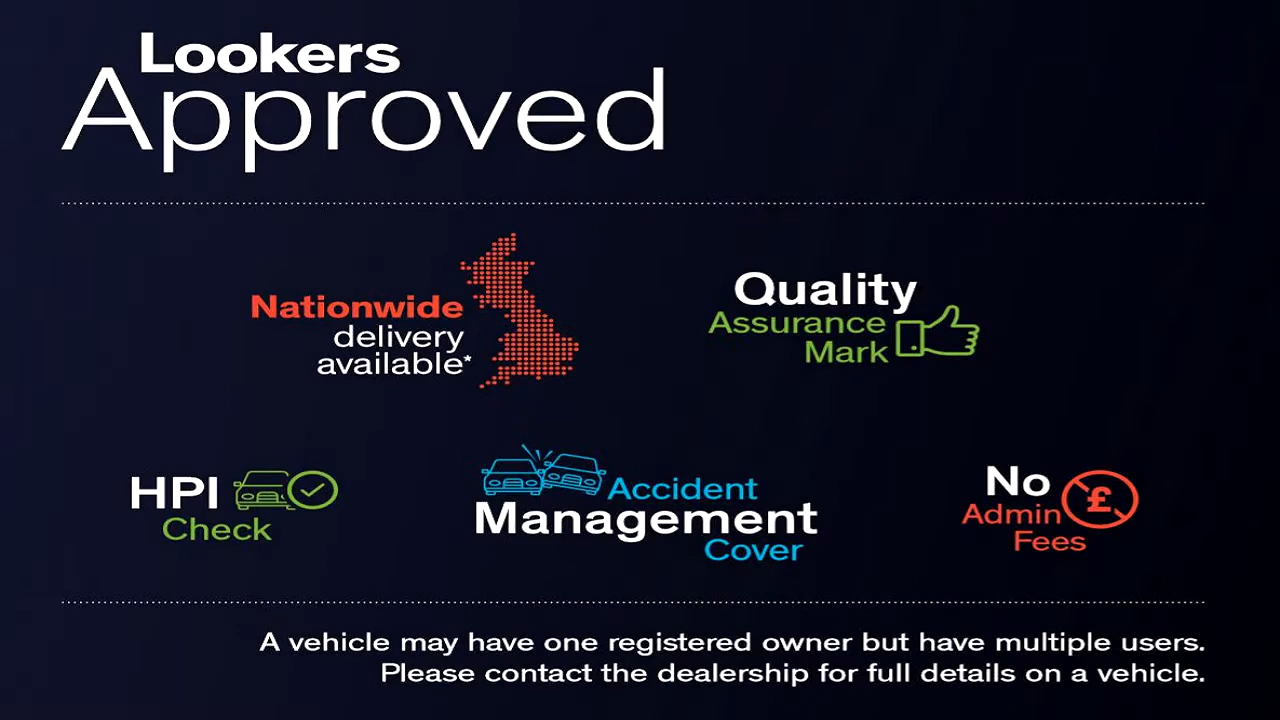 Lookers
Approved
Nationwide
delivery
available*
Quality
Assurance
Mark
HPI
Check
Accident
Management
Cover
No
Admin
£
Fees
A vehicle may have one registered owner but have multiple users.
Please contact the dealership for full details on a vehicle.